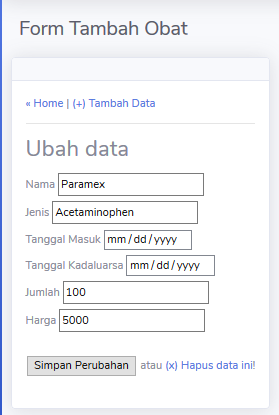 Form Tambah Obat
« Home | (+) Tambah Data
Ubah data
Nama Paramex
Jenis Acetaminophen
Tanggal Masuk mm/dd/yyyy
Tanggal Kadaluarsa mm/dd/yyyy
Jumlah 100
Harga 5000
Simpan Perubahan atau (x) Hapus data ini!